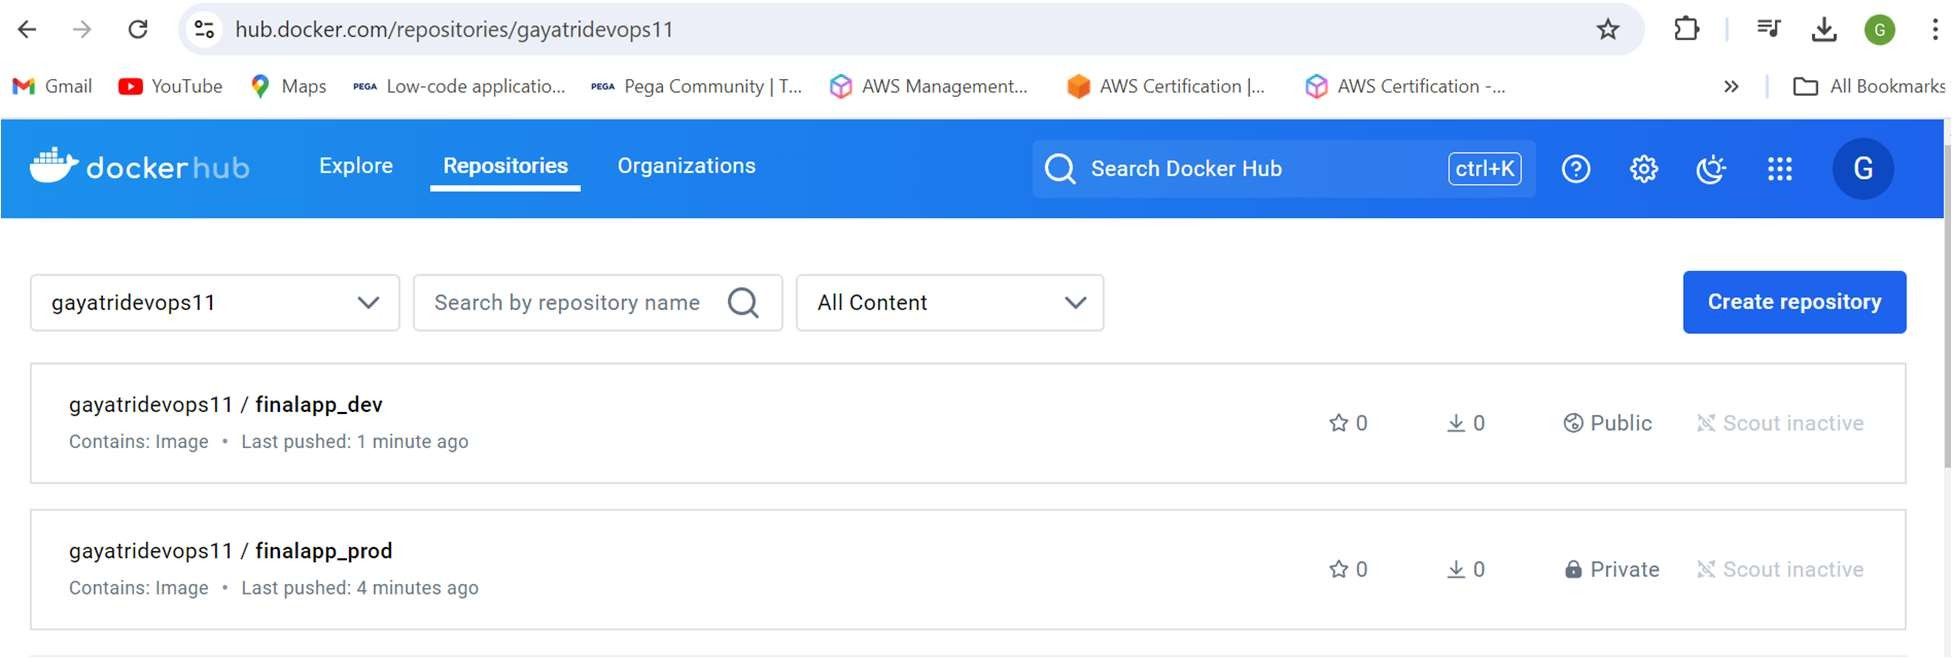 hub.docker.com/repositories/gayatridevops11
G
Gmail YouTube Maps PEGA Low-code applicatio... PEGA Pega Community | T... AWS Management... AWS Certification |... AWS Certification -... » All Bookmarks
dockerhub Explore Repositories Organizations Search Docker Hub ctrl+K ? G
gayatridevops11 Search by repository name All Content Create repository
gayatridevops11 / finalapp_dev
Contains: Image • Last pushed: 1 minute ago
0 0 Public Scout inactive
gayatridevops11 / finalapp_prod
Contains: Image • Last pushed: 4 minutes ago
0 0 Private Scout inactive